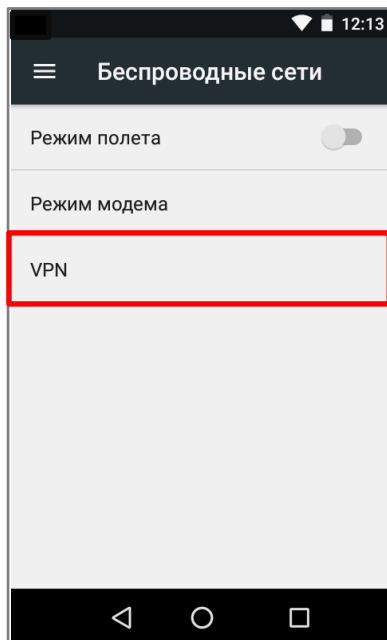 12:13
Беспроводные сети
Режим полета
Режим модема
VPN